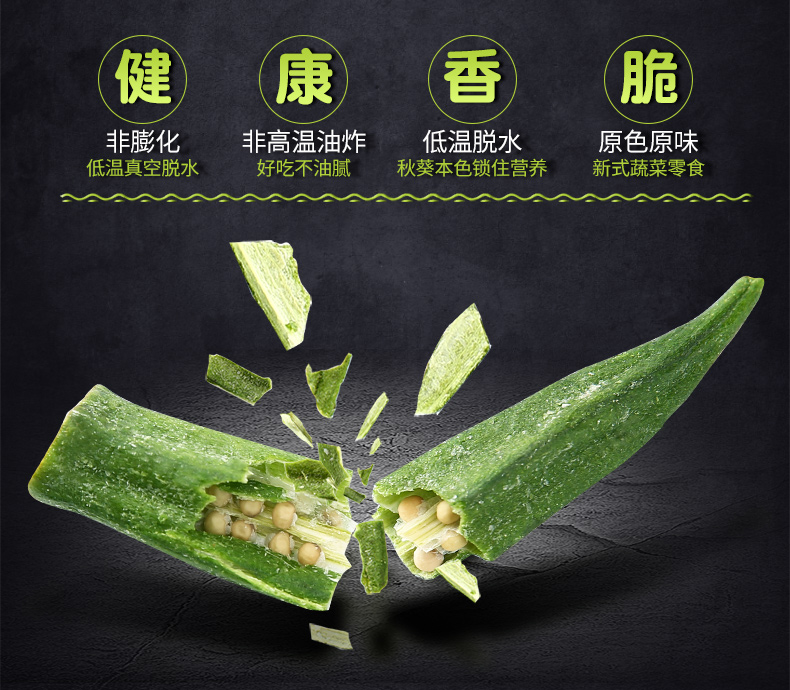 健 康 香 脆
非膨化 非高温油炸 低温脱水 原色原味
低温真空脱水 好吃不油腻 秋葵本色锁住营养 新式蔬菜零食